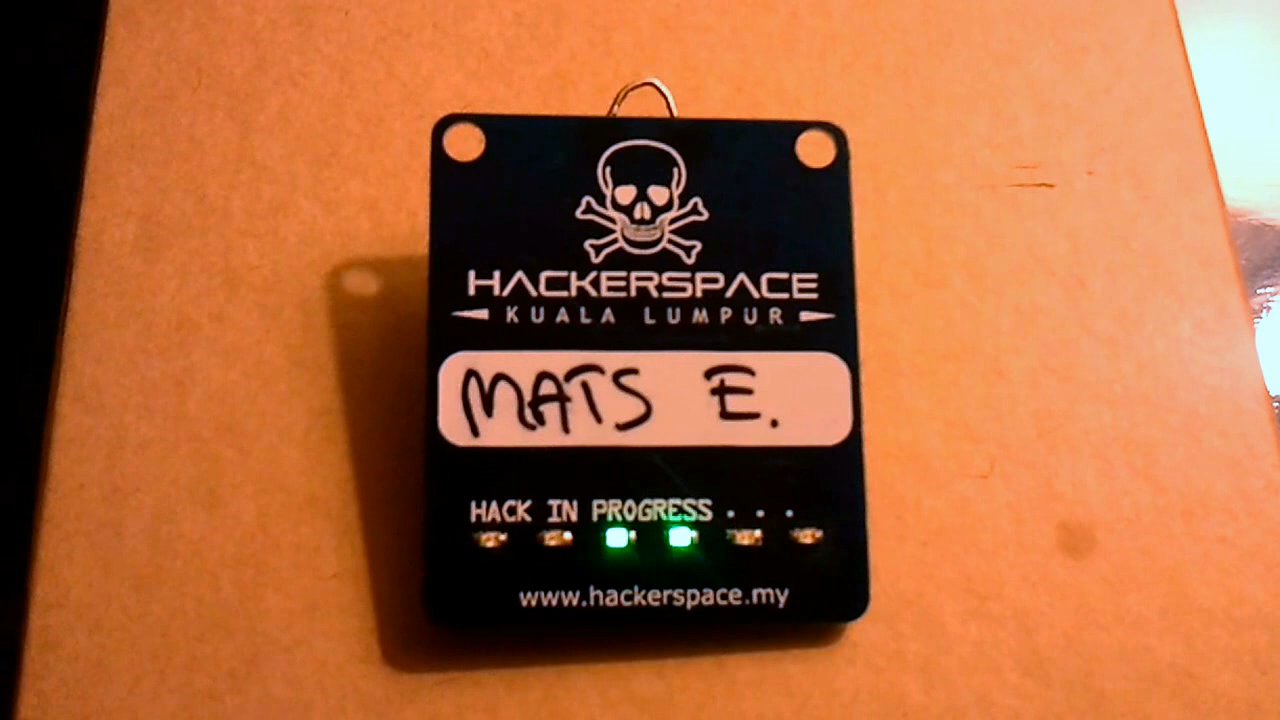 HACKERSPACE
KUALA LUMPUR
MATS E.
HACK IN PROGRESS . . .
www.hackerspace.my